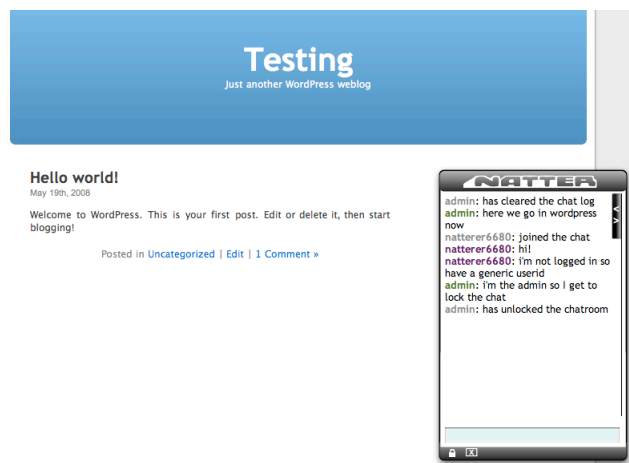 Testing
Just another WordPress weblog
Hello world!
May 19th, 2008
Welcome to WordPress. This is your first post. Edit or delete it, then start
blogging!
Posted in Uncategorized | Edit | 1 Comment »
NATTER
admin: has cleared the chat log
admin: here we go in wordpress
now
natterer6680: joined the chat
natterer6680: hi!
natterer6680: i'm not logged in so
have a generic userid
admin: i'm the admin so I get to
lock the chat
admin: has unlocked the chatroom